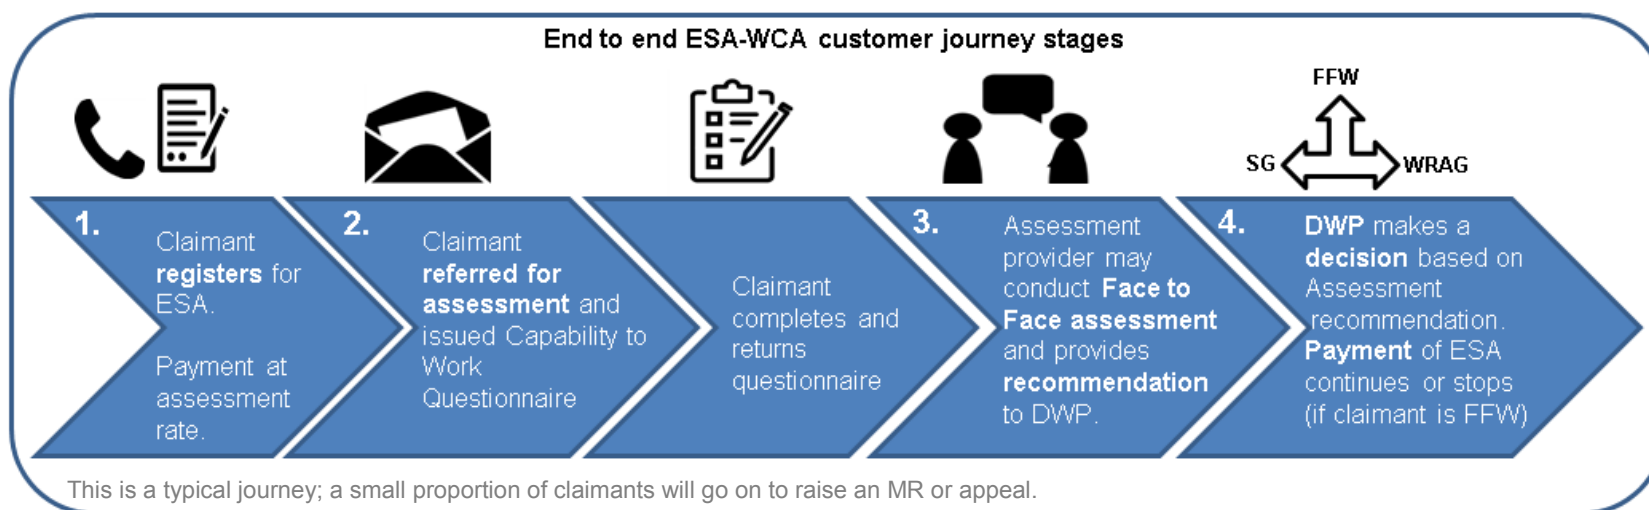 End to end ESA-WCA customer journey stages
FFW
SG
WRAG
1.
Claimant
registers for
ESA.
Payment at
assessment
rate.
2.
Claimant
referred for
assessment and
issued Capability to
Work
Questionnaire
Claimant
completes and
returns
questionnaire
3.
Assessment
provider may
conduct Face to
Face assessment
and provides
recommendation
to DWP.
4.
DWP makes a
decision based on
Assessment
recommendation.
Payment of ESA
continues or stops
(if claimant is FFW)
This is a typical journey; a small proportion of claimants will go on to raise an MR or appeal.